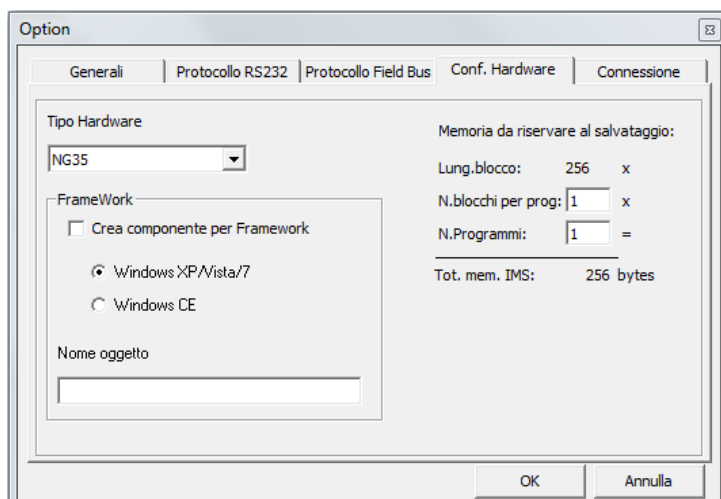 Option
Generali
Protocollo RS232
Protocollo Field Bus
Conf. Hardware
Connessione
Tipo Hardware
NG35
FrameWork
Crea componente per Framework
Windows XP/Vista/7
Windows CE
Nome oggetto
Memoria da riservare al salvataggio:
Lung.blocco: 256 x
N.blocchi per prog: 1 x
N.Programmi: 1 =
Tot. mem. IMS: 256 bytes
OK
Annulla